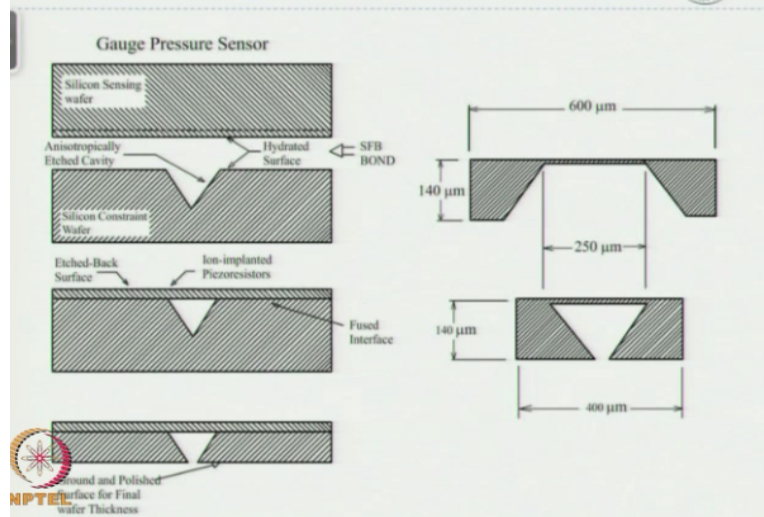 Gauge Pressure Sensor
Silicon Sensing
wafer
Anisotropically
Etched Cavity
Hydrated
Surface
SFB
BOND
Silicon Constraint
Wafer
Etched-Back
Surface
Ion-implanted
Piezoresistors
Fused
Interface
Ground and Polished
Surface for Final
wafer Thickness
NPTEL
600 μm
140 μm
250 μm
140 μm
400 μm